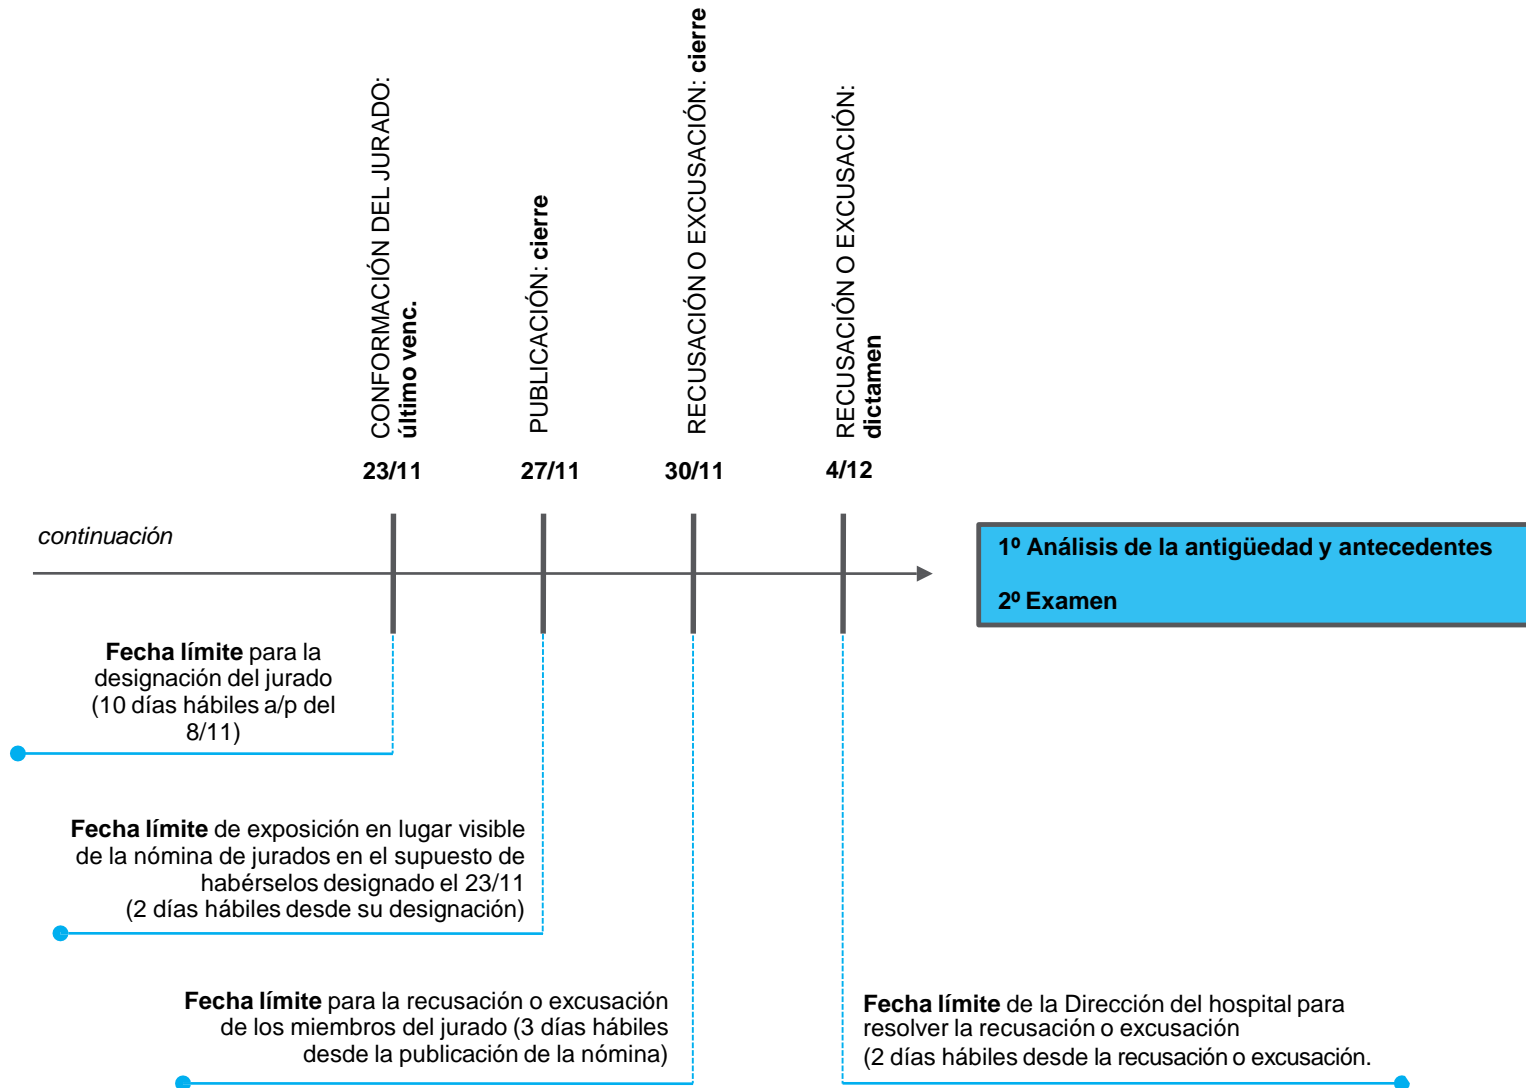 CONFORMACIÓN DEL JURADO:
último venc.
PUBLICACIÓN: cierre
RECUSACIÓN O EXCUSACIÓN: cierre
RECUSACIÓN O EXCUSACIÓN:
dictamen
23/11
27/11
30/11
4/12
continuación
1º Análisis de la antigüedad y antecedentes
2º Examen
Fecha límite para la
designación del jurado
(10 días hábiles a/p del
8/11)
Fecha límite de exposición en lugar visible
de la nómina de jurados en el supuesto de
habérselos designado el 23/11
(2 días hábiles desde su designación)
Fecha límite para la recusación o excusación
de los miembros del jurado (3 días hábiles
desde la publicación de la nómina)
Fecha límite de la Dirección del hospital para
resolver la recusación o excusación
(2 días hábiles desde la recusación o excusación.